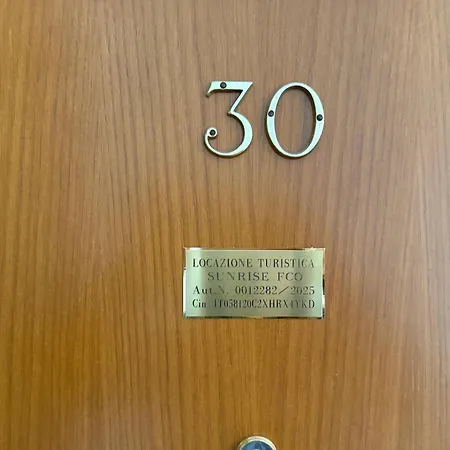 30
LOCAZIONE TURISTICA
SUNRISE FCO
Aut.N. 0012282/2025
Cin